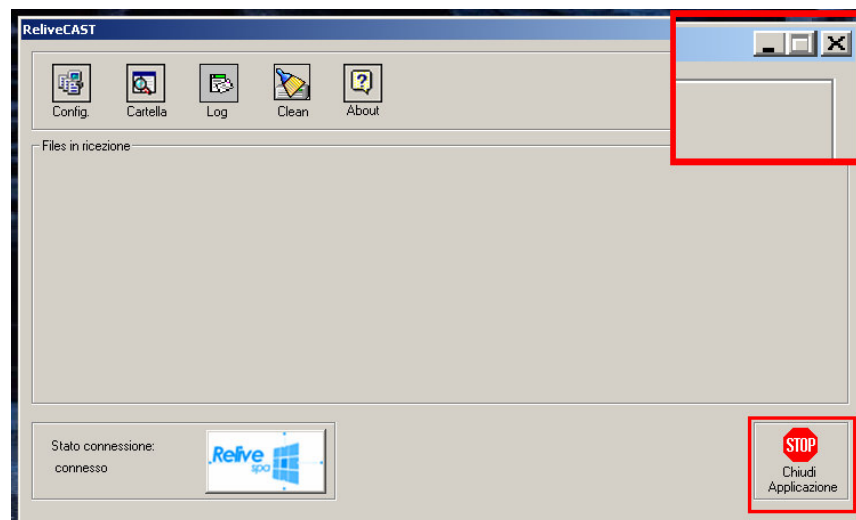 ReliveCAST
Config. Cartella Log Clean About
Files in ricezione
Stato connessione:
connesso
Relive
spa
STOP
Chiudi
Applicazione